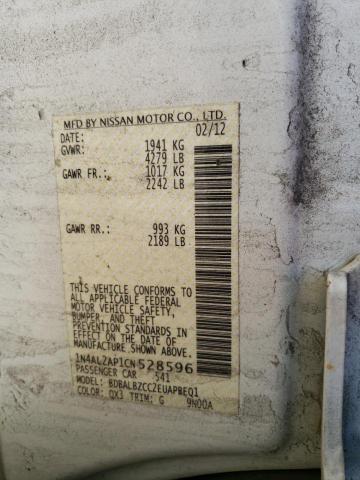 MFD BY NISSAN MOTOR CO., LTD.
DATE: 02/12
GVWR: 1941 KG
4279 LB
GAWR FR.: 1017 KG
2242 LB
GAWR RR.: 993 KG
2189 LB
THIS VEHICLE CONFORMS TO
ALL APPLICABLE FEDERAL
MOTOR VEHICLE SAFETY,
BUMPER, AND THEFT
PREVENTION STANDARDS IN
EFFECT ON THE DATE OF
MANUFACTURE SHOWN ABOVE.
1N4AL2AP1CN528596
PASSENGER CAR 541
MODEL: BDBALBZCCZEUAPBEQ1
COLOR: QX3 TRIM: G 9N00A